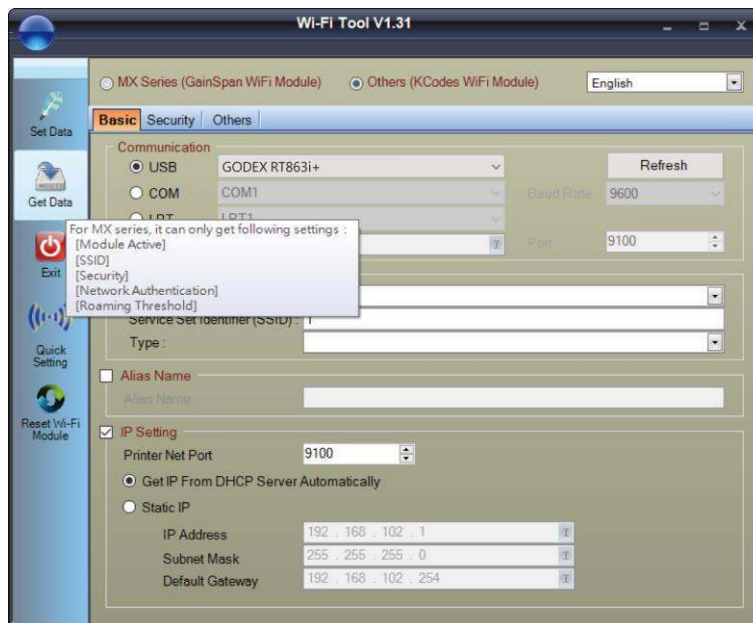 Wi-Fi Tool V1.31
MX Series (GainSpan WiFi Module) Others (KCodes WiFi Module) English
Set Data
Get Data
Exit
Quick
Setting
Reset Wi-Fi
Module
Basic Security Others
Communication
USB GODEX RT863i+ Refresh
COM COM1 Baud Rate 9600
LPT LPT1
Port 9100
For MX series, it can only get following settings :
[Module Active]
[SSID]
[Security]
[Network Authentication]
[Roaming Threshold]
Service Set Identifier (SSID) : 1
Type :
Alias Name
Alias Name :
IP Setting
Printer Net Port 9100
Get IP From DHCP Server Automatically
Static IP
IP Address 192 . 168 . 102 . 1
Subnet Mask 255 . 255 . 255 . 0
Default Gateway 192 . 168 . 102 . 254